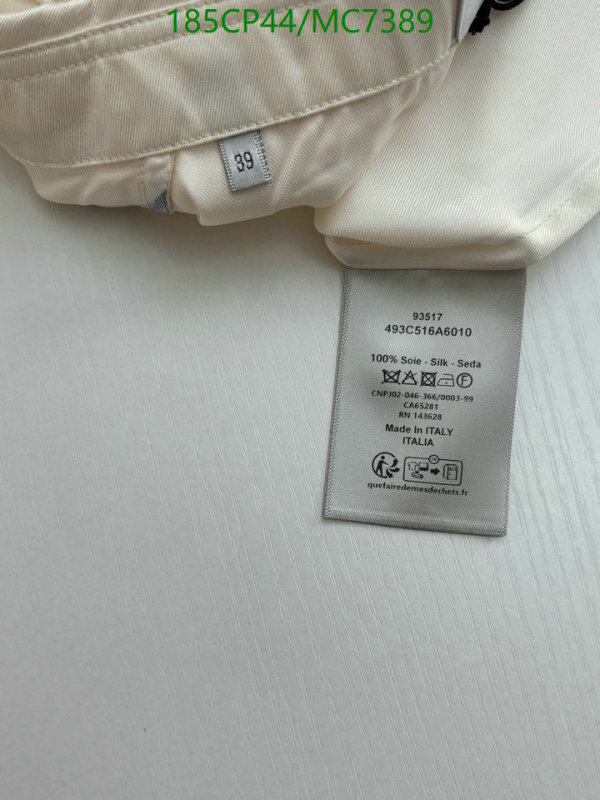 185CP44/MC7389
39
93517
493C516A6010
100% Soie - Silk - Seda
CNPJ02-046-366/0003-99
CA65281
RN 143628
Made in ITALY
ITALIA
quefairedemesdechets.fr